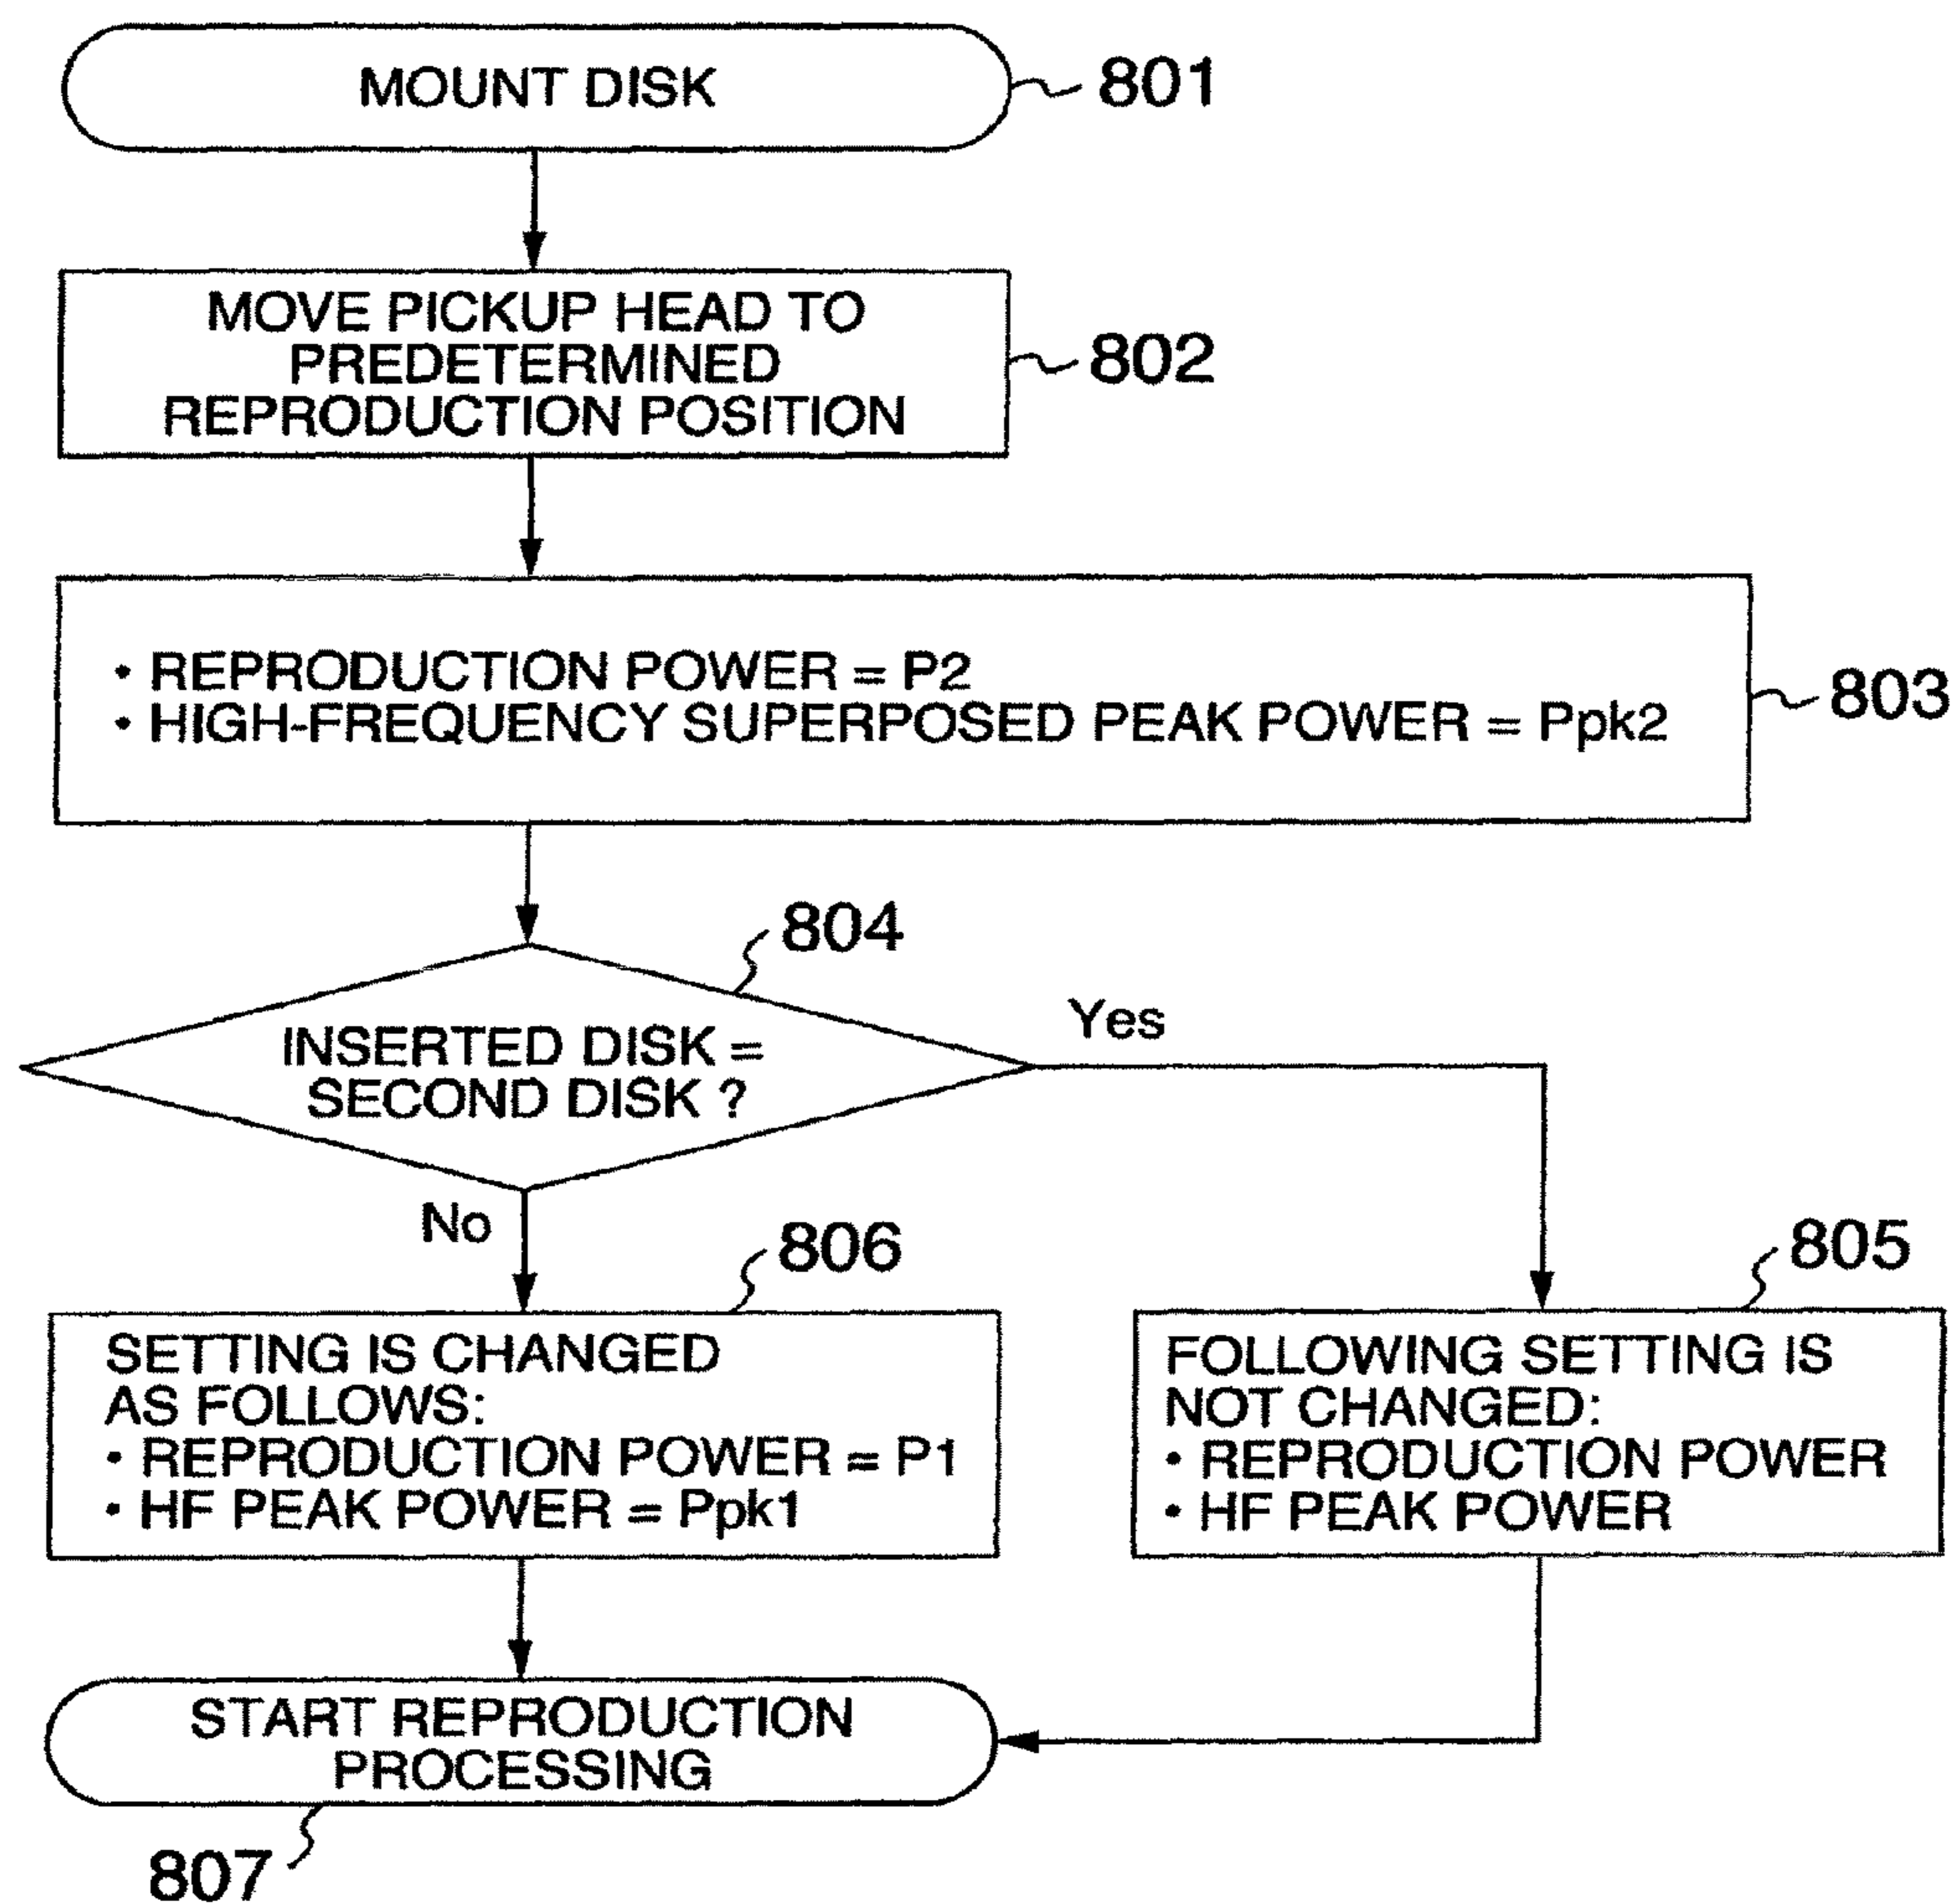 MOUNT DISK
801
MOVE PICKUP HEAD TO
PREDETERMINED
REPRODUCTION POSITION
802
• REPRODUCTION POWER = P2
• HIGH-FREQUENCY SUPERPOSED PEAK POWER = Ppk2
803
804
INSERTED DISK =
SECOND DISK ?
Yes
No
806
SETTING IS CHANGED
AS FOLLOWS:
• REPRODUCTION POWER = P1
• HF PEAK POWER = Ppk1
805
FOLLOWING SETTING IS
NOT CHANGED:
• REPRODUCTION POWER
• HF PEAK POWER
START REPRODUCTION
PROCESSING
807